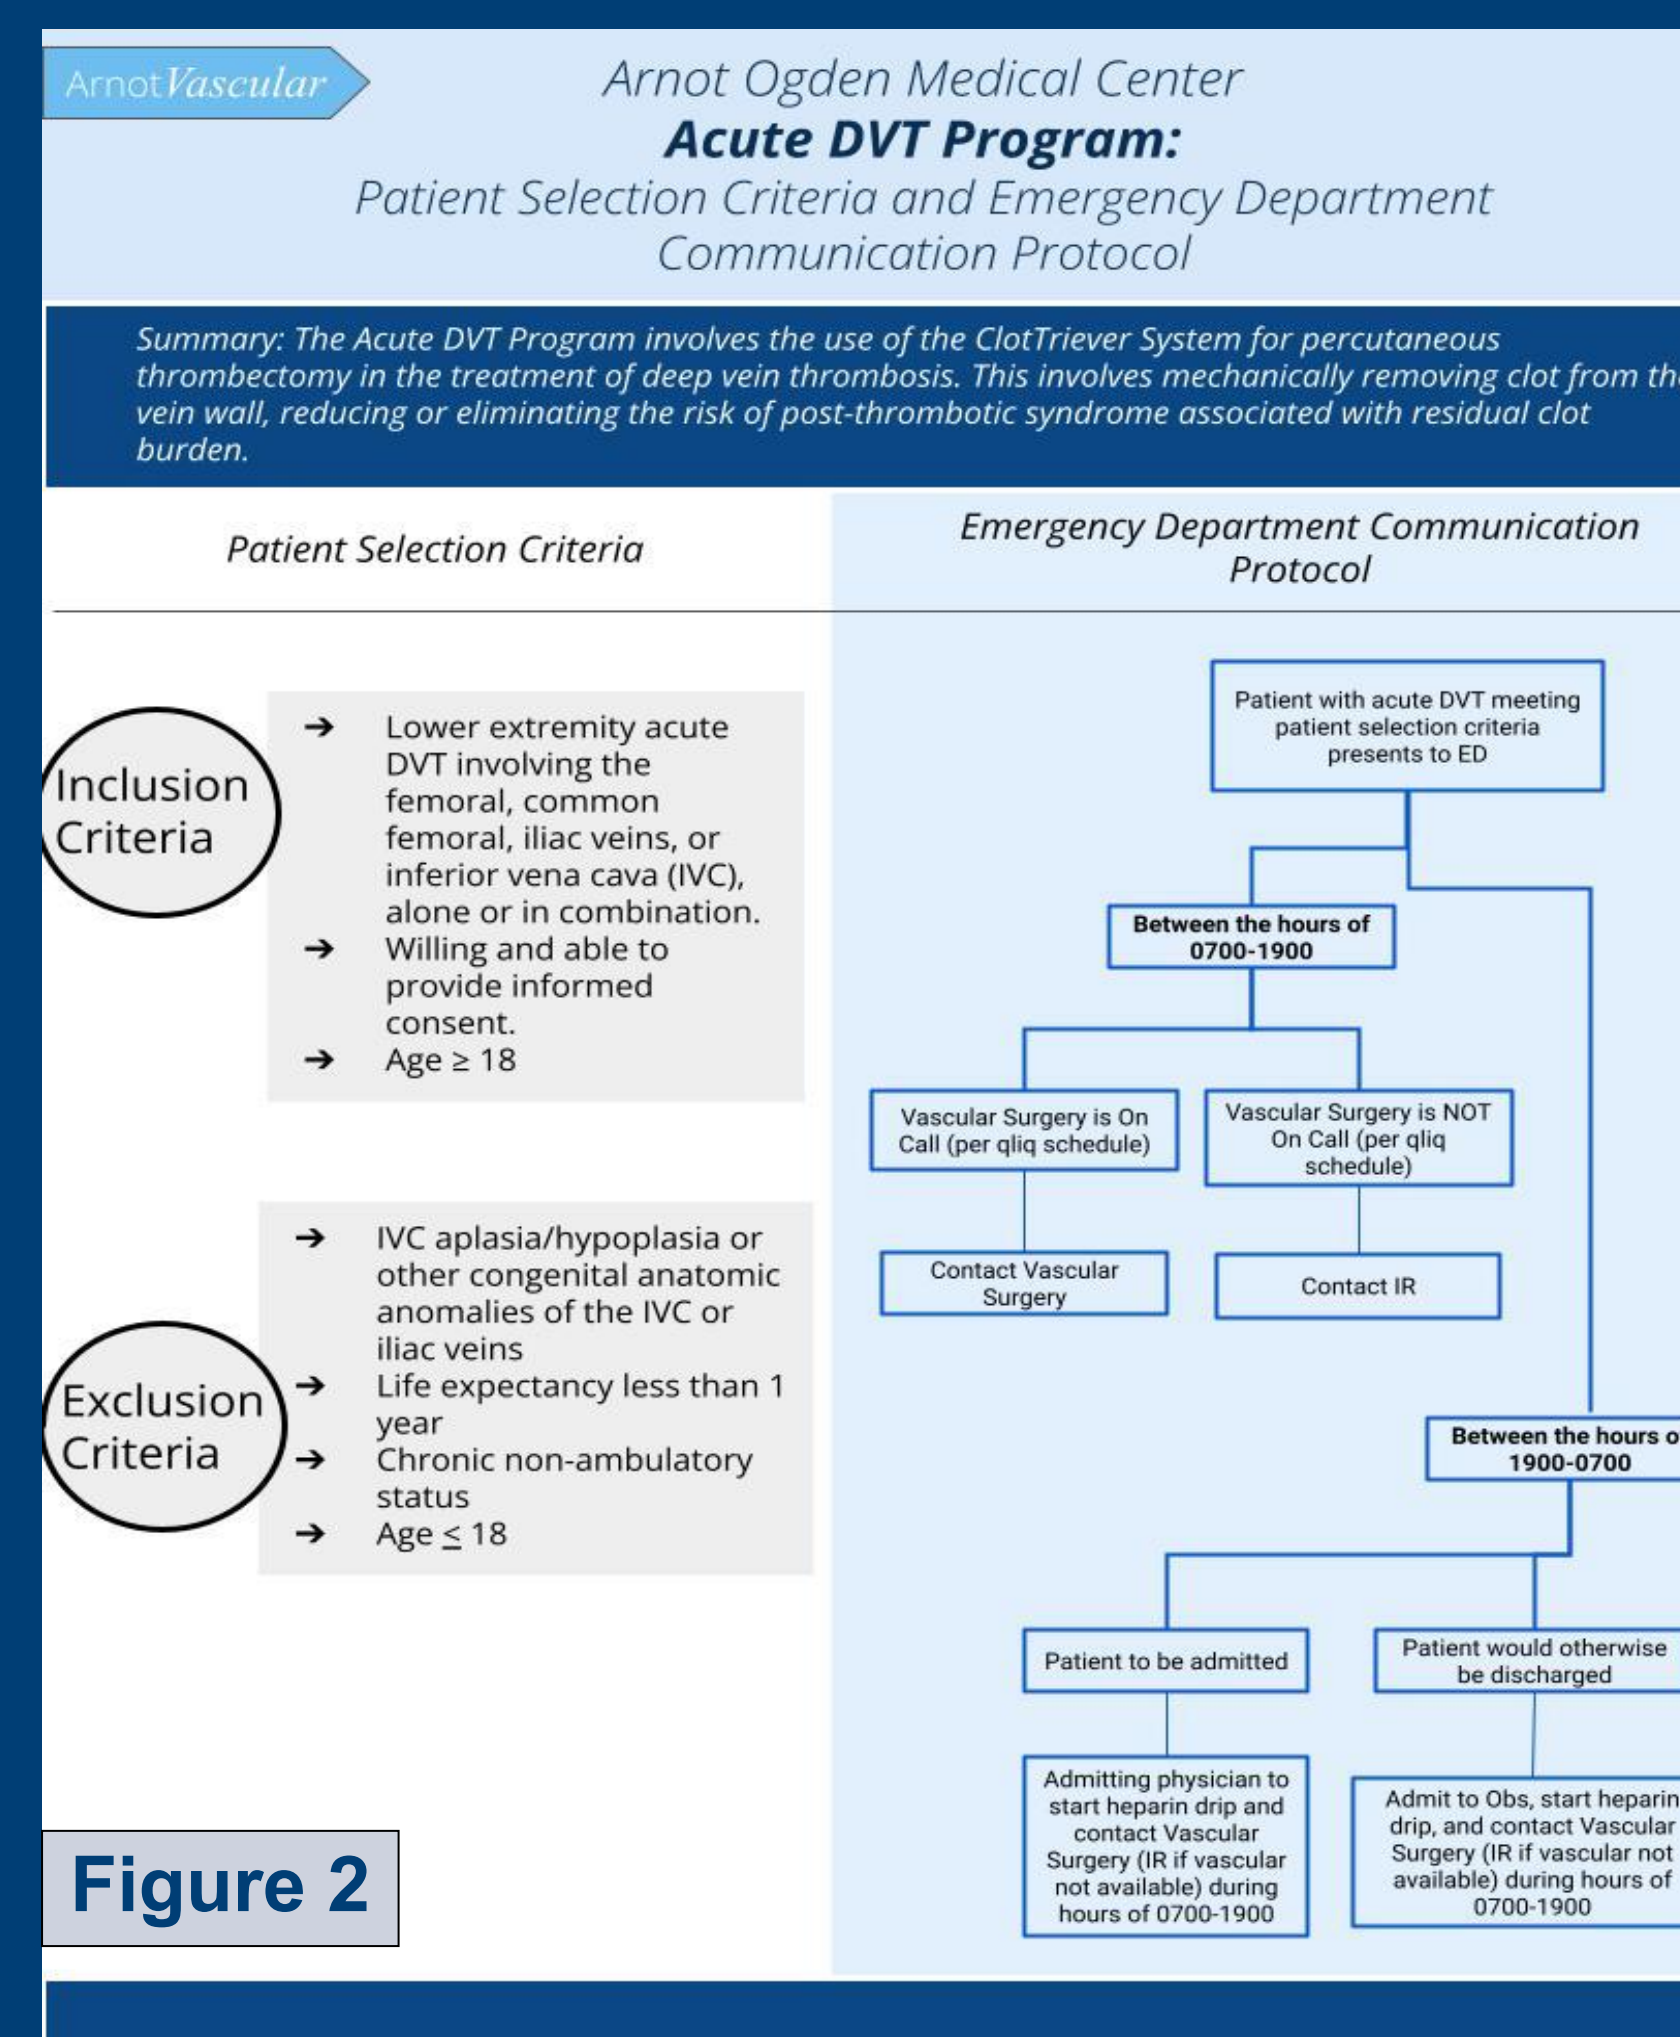 ArnotVascular
Arnot Ogden Medical Center
Acute DVT Program:
Patient Selection Criteria and Emergency Department
Communication Protocol
Summary: The Acute DVT Program involves the use of the ClotTriever System for percutaneous
thrombectomy in the treatment of deep vein thrombosis. This involves mechanically removing clot from the
vein wall, reducing or eliminating the risk of post-thrombotic syndrome associated with residual clot
burden.
Patient Selection Criteria
Inclusion
Criteria
➔ Lower extremity acute
DVT involving the
femoral, common
femoral, iliac veins, or
inferior vena cava (IVC),
alone or in combination.
➔ Willing and able to
provide informed
consent.
➔ Age ≥ 18
Exclusion
Criteria
➔ IVC aplasia/hypoplasia or
other congenital anatomic
anomalies of the IVC or
iliac veins
➔ Life expectancy less than 1
year
➔ Chronic non-ambulatory
status
➔ Age ≤ 18
Emergency Department Communication
Protocol
Patient with acute DVT meeting
patient selection criteria
presents to ED
Between the hours of
0700-1900
Vascular Surgery is On
Call (per qliq schedule)
Vascular Surgery is NOT
On Call (per qliq
schedule)
Contact Vascular
Surgery
Contact IR
Between the hours of
1900-0700
Patient to be admitted
Patient would otherwise
be discharged
Admitting physician to
start heparin drip and
contact Vascular
Surgery (IR if vascular
not available) during
hours of 0700-1900
Admit to Obs, start heparin
drip, and contact Vascular
Surgery (IR if vascular not
available) during hours of
0700-1900
Figure 2